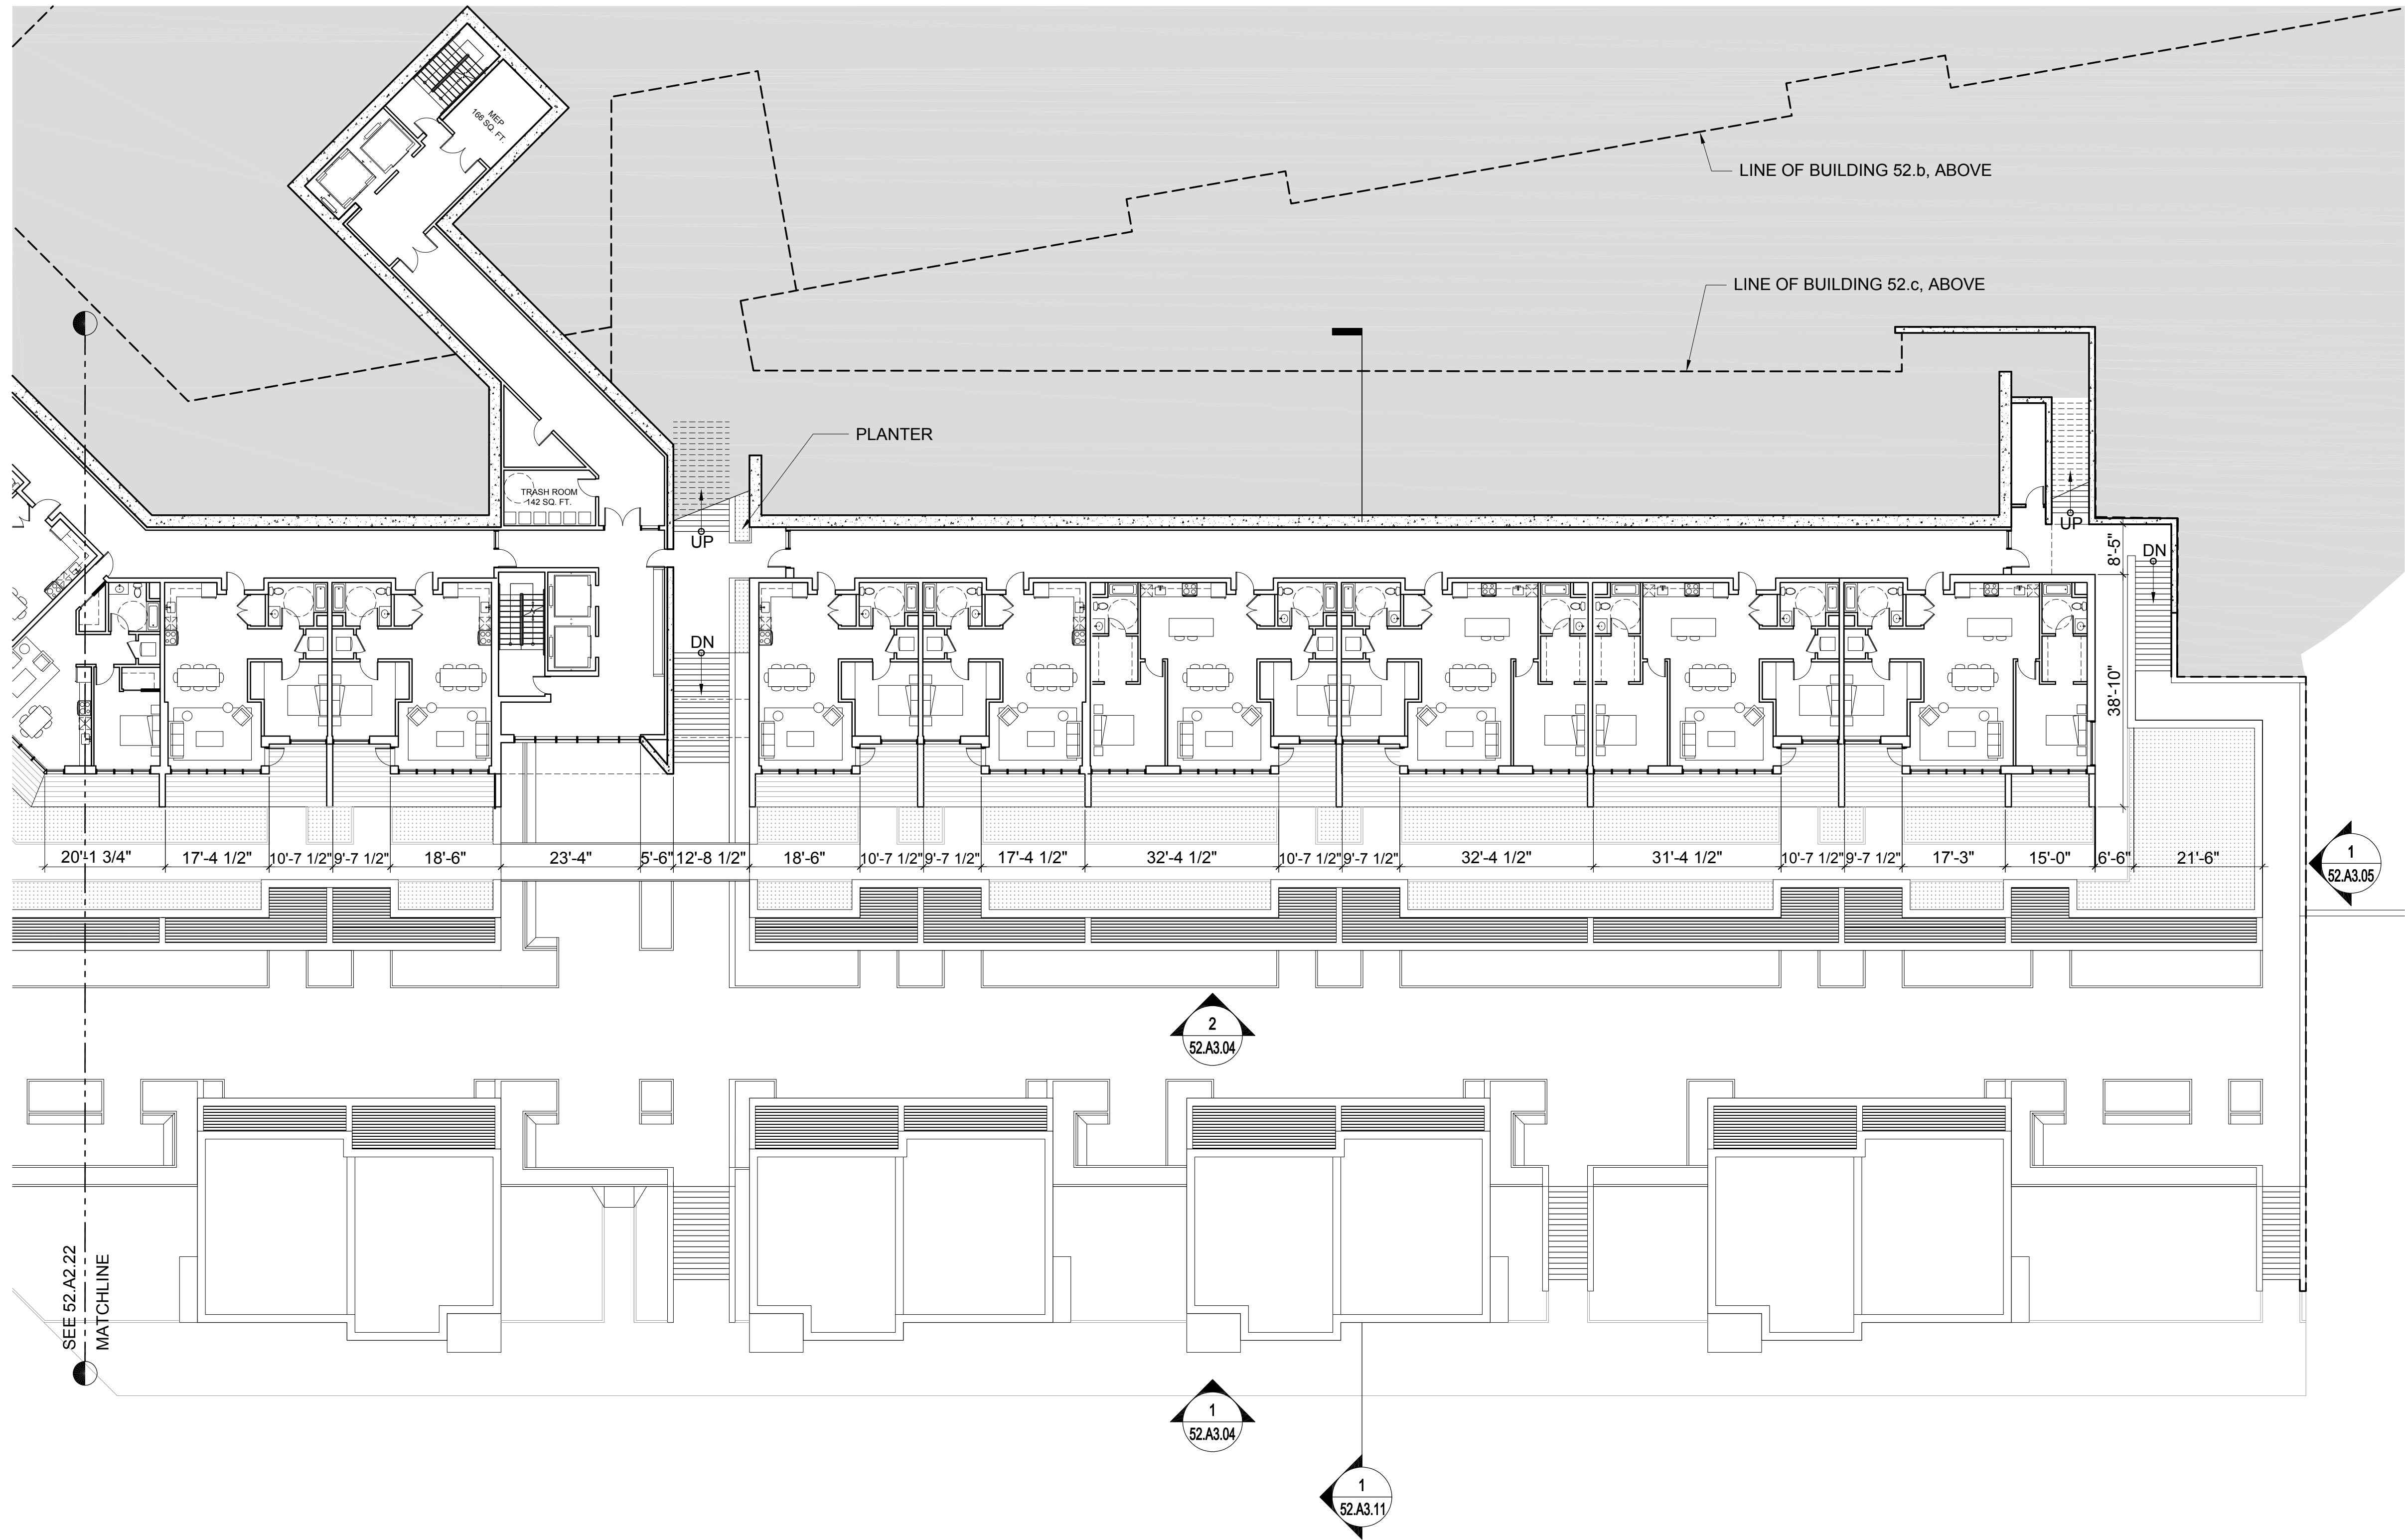 MEP
166 SQ. FT.
LINE OF BUILDING 52.b, ABOVE
LINE OF BUILDING 52.c, ABOVE
PLANTER
TRASH ROOM
142 SQ. FT.
UP
UP
DN
DN
8'-5"
38'-10"
20'-1 3/4"
17'-4 1/2"
10'-7 1/2"
9'-7 1/2"
18'-6"
23'-4"
5'-6"
12'-8 1/2"
18'-6"
10'-7 1/2"
9'-7 1/2"
17'-4 1/2"
32'-4 1/2"
10'-7 1/2"
9'-7 1/2"
32'-4 1/2"
31'-4 1/2"
10'-7 1/2"
9'-7 1/2"
17'-3"
15'-0"
6'-6"
21'-6"
1
52.A3.05
2
52.A3.04
SEE 52.A2.22
MATCHLINE
1
52.A3.04
1
52.A3.11